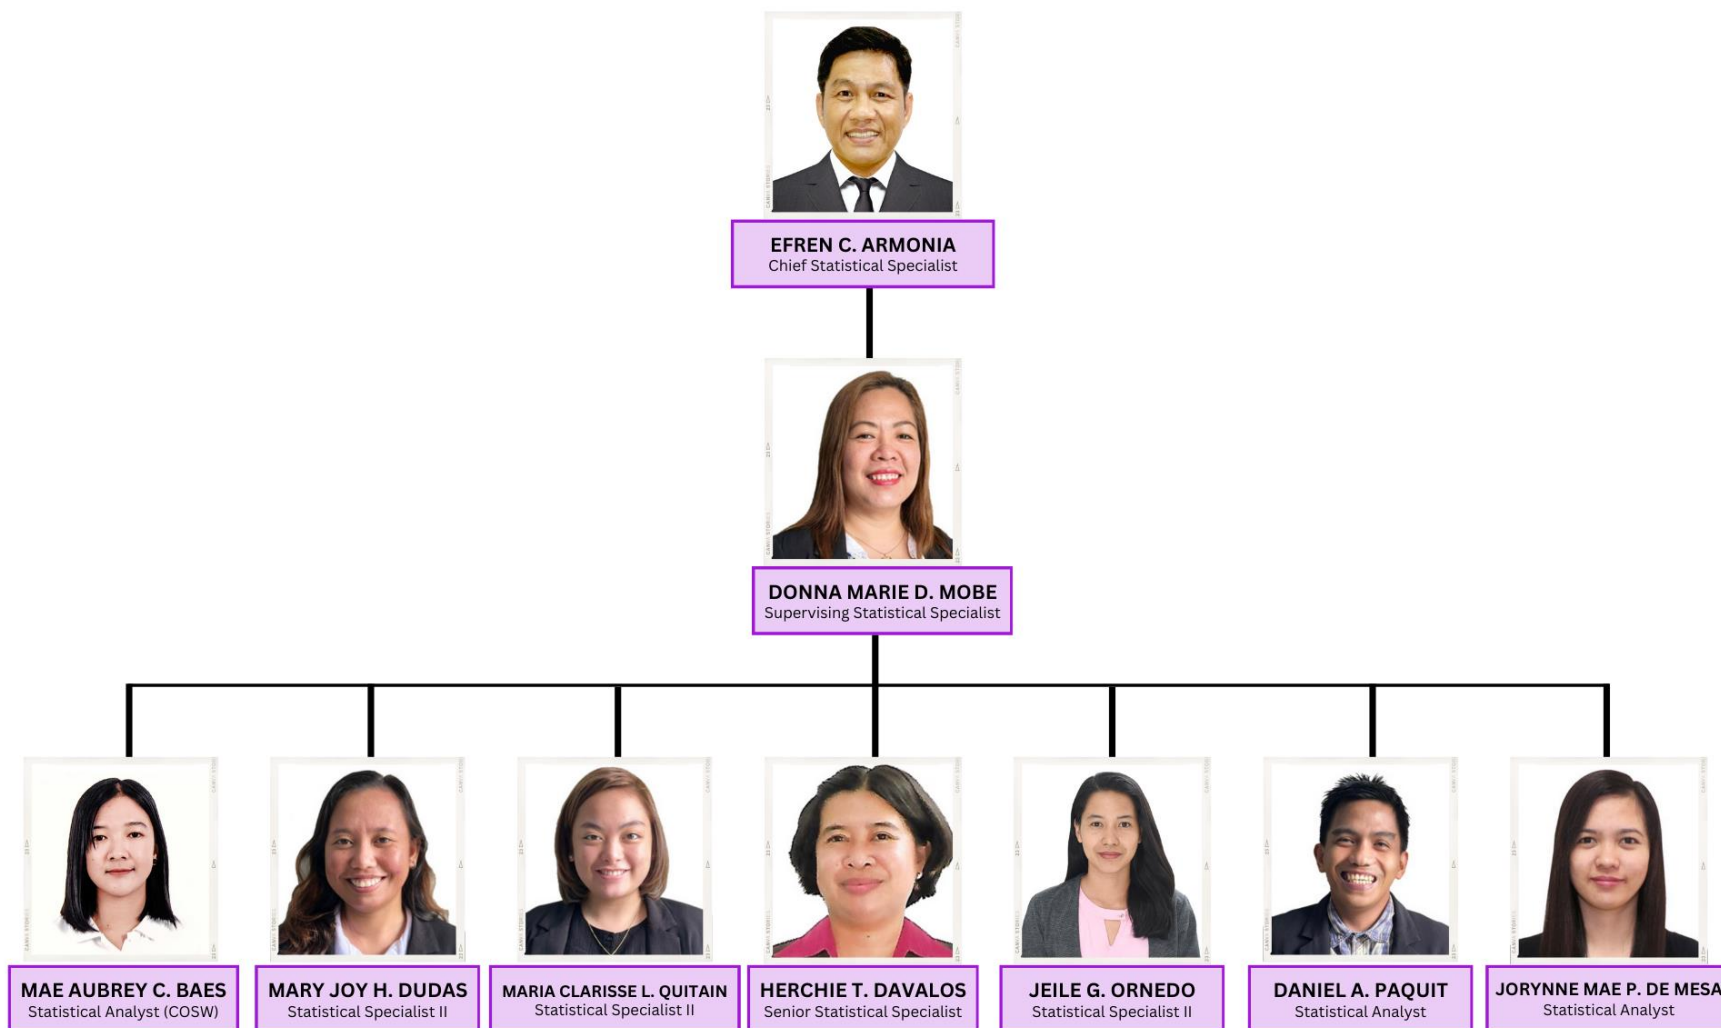 EFREN C. ARMONIA
Chief Statistical Specialist
DONNA MARIE D. MOBE
Supervising Statistical Specialist
MAE AUBREY C. BAES
Statistical Analyst (COSW)
MARY JOY H. DUDAS
Statistical Specialist II
MARIA CLARISSE L. QUITAIN
Statistical Specialist II
HERCHIE T. DAVALOS
Senior Statistical Specialist
JEILE G. ORNEDO
Statistical Specialist II
DANIEL A. PAQUIT
Statistical Analyst
JORYNNE MAE P. DE MESA
Statistical Analyst